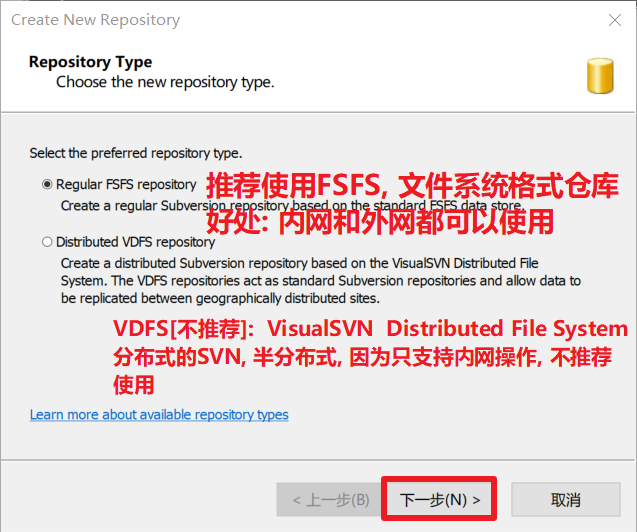 Create New Repository
Repository Type
Choose the new repository type.
Select the preferred repository type.
Regular FSFS repository
推荐使用FSFS, 文件系统格式仓库
Create a regular Subversion repository based on the standard FSFS data store.
好处: 内网和外网都可以使用
Distributed VDFS repository
Create a distributed Subversion repository based on the VisualSVN Distributed File
System. The VDFS repositories act as standard Subversion repositories and allow data to
be replicated between geographically distributed sites.
VDFS[不推荐]: VisualSVN Distributed File System
分布式的SVN, 半分布式, 因为只支持内网操作, 不推荐
使用
Learn more about available repository types
< 上一步(B)
下一步(N) >
取消